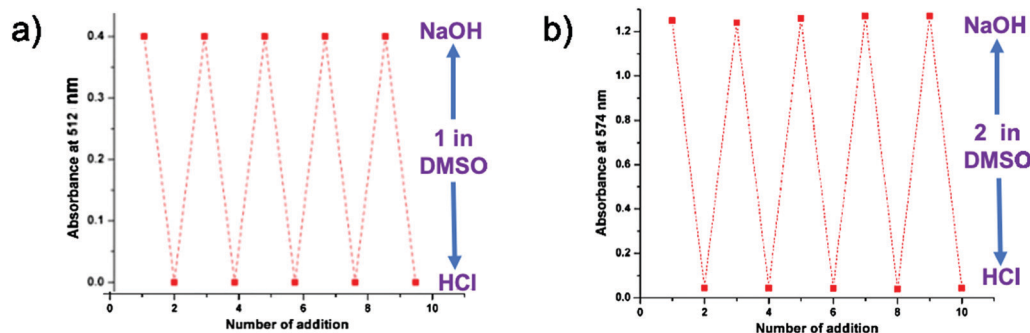 a)
Absorbance at 512 nm
0.4
0.3
0.2
0.1
0.0
0
2
4
6
8
10
Number of addition
NaOH
1 in
DMSO
HCl
b)
Absorbance at 574 nm
1.2
1.0
0.8
0.6
0.4
0.2
0.0
0
2
4
6
8
10
Number of addition
NaOH
2 in
DMSO
HCl